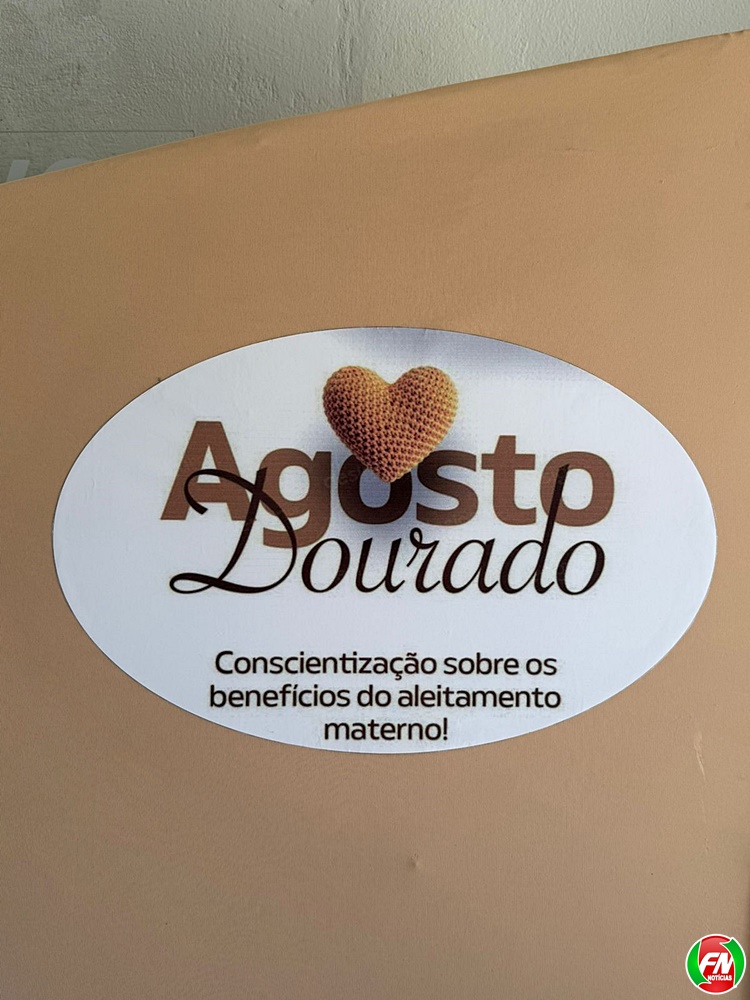 Agosto
Dourado
Conscientização sobre os
benefícios do aleitamento
materno!
FN
NOTÍCIAS